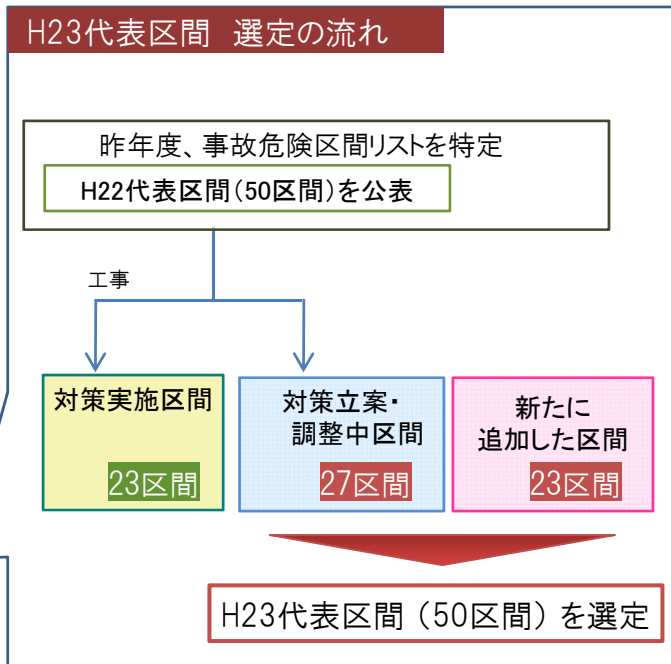 H23代表区間 選定の流れ
昨年度、事故危険区間リストを特定
H22代表区間(50区間)を公表
工事
対策実施区間
23区間
対策立案・
調整中区間
27区間
新たに
追加した区間
23区間
H23代表区間(50区間)を選定